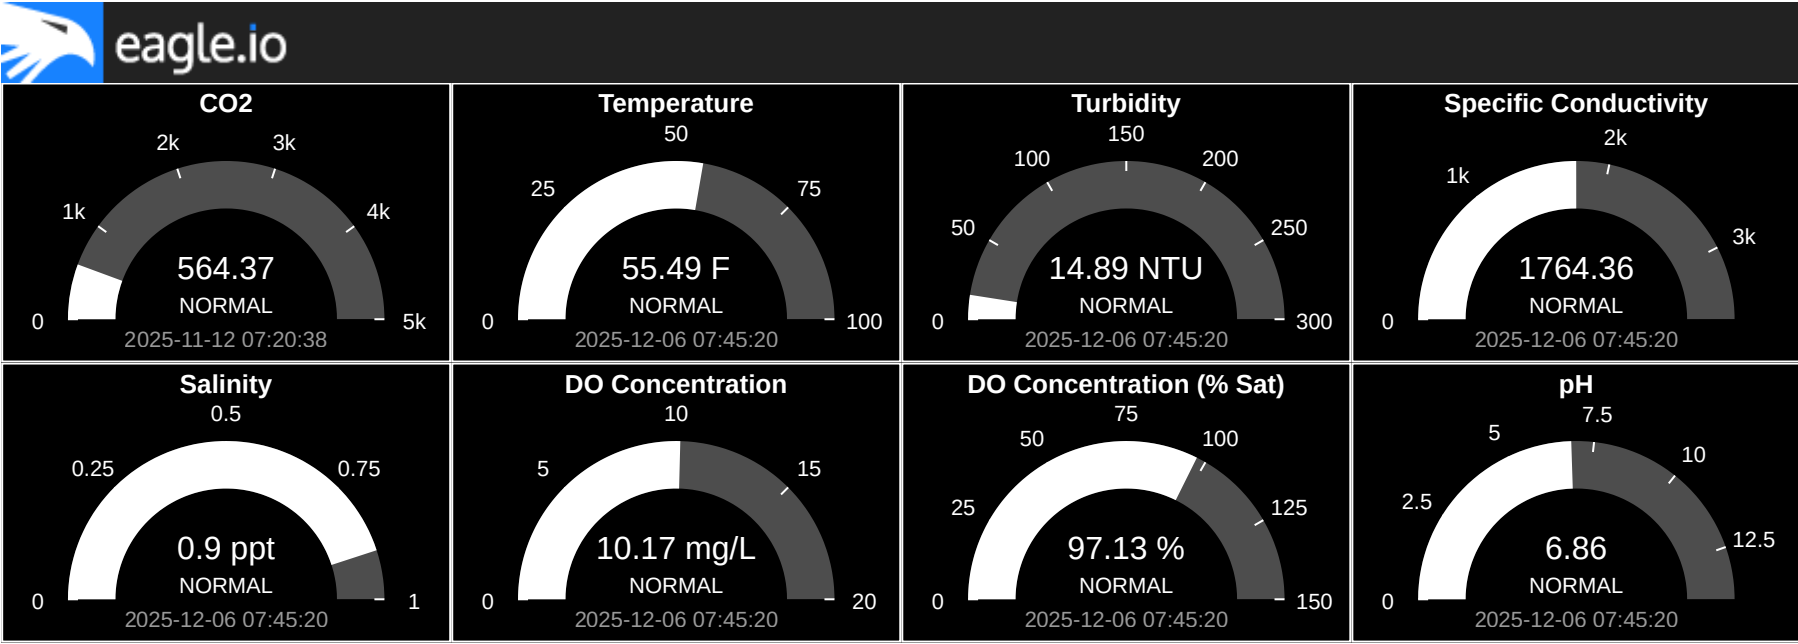 eagle.io
CO2
0
1k
2k
3k
4k
5k
564.37
NORMAL
2025-11-12 07:20:38
Temperature
0
25
50
75
100
55.49 F
NORMAL
2025-12-06 07:45:20
Turbidity
0
50
100
150
200
250
300
14.89 NTU
NORMAL
2025-12-06 07:45:20
Specific Conductivity
0
1k
2k
3k
1764.36
NORMAL
2025-12-06 07:45:20
Salinity
0
0.25
0.5
0.75
1
0.9 ppt
NORMAL
2025-12-06 07:45:20
DO Concentration
0
5
10
15
20
10.17 mg/L
NORMAL
2025-12-06 07:45:20
DO Concentration (% Sat)
0
25
50
75
100
125
150
97.13 %
NORMAL
2025-12-06 07:45:20
pH
0
2.5
5
7.5
10
12.5
6.86
NORMAL
2025-12-06 07:45:20